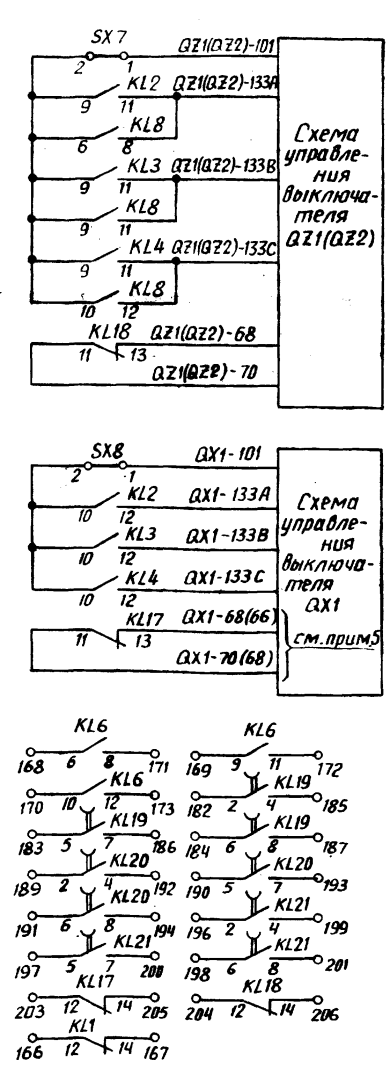 SX7
QZ1(QZ2)-101
2 1
KL2 QZ1(QZ2)-133A
9 11
KL8
6 8
KL3 QZ1(QZ2)-133B
9 11
KL8
9 11
KL4 QZ1(QZ2)-133C
9 11
KL8
10 12
KL18 QZ1(QZ2)-68
11 13
QZ1(QZ2)-70
Схема
управле-
ния
выключа-
теля
QZ1(QZ2)
SX8 QX1-101
2 1
KL2 QX1-133A
10 12
KL3 QX1-133B
10 12
KL4 QX1-133C
10 12
KL17 QX1-68(66)
11 13
QX1-70(68)
Схема
управле-
ния
выключа-
теля
QX1
см.прим.5
KL6
168 6 8 171
KL6
170 10 12 173
KL19
183 5 7 186
KL20
189 2 4 192
KL20
191 6 8 194
KL21
197 5 7 200
KL17
203 12 14 205
KL1
166 12 14 167
KL6
169 9 11 172
KL19
182 2 4 185
KL19
184 6 8 187
KL20
190 5 7 193
KL21
196 2 4 199
KL21
198 6 8 201
KL18
204 12 14 206